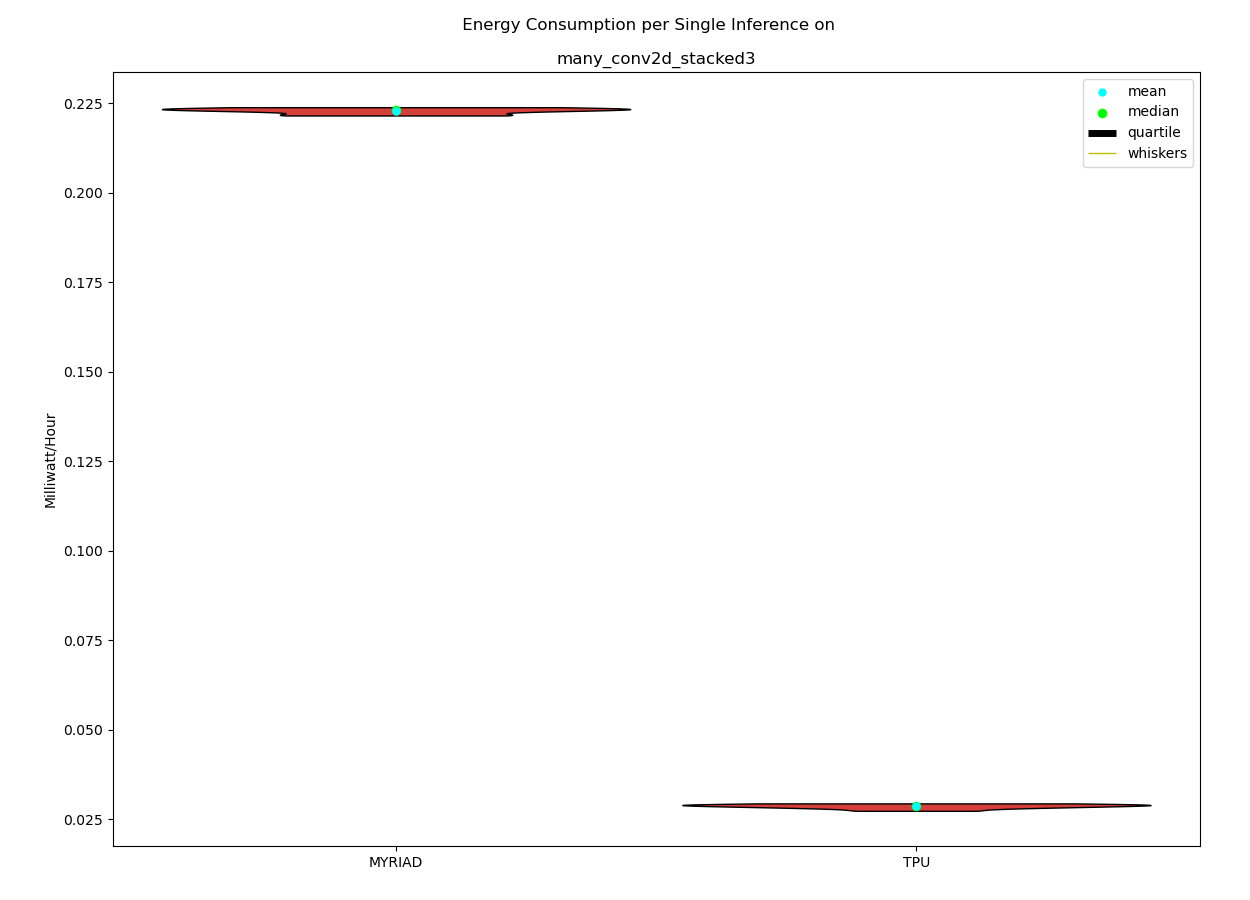 Energy Consumption per Single Inference on
many_conv2d_stacked3
mean
median
quartile
whiskers
Milliwatt/Hour
0.225
0.200
0.175
0.150
0.125
0.100
0.075
0.050
0.025
MYRIAD
TPU